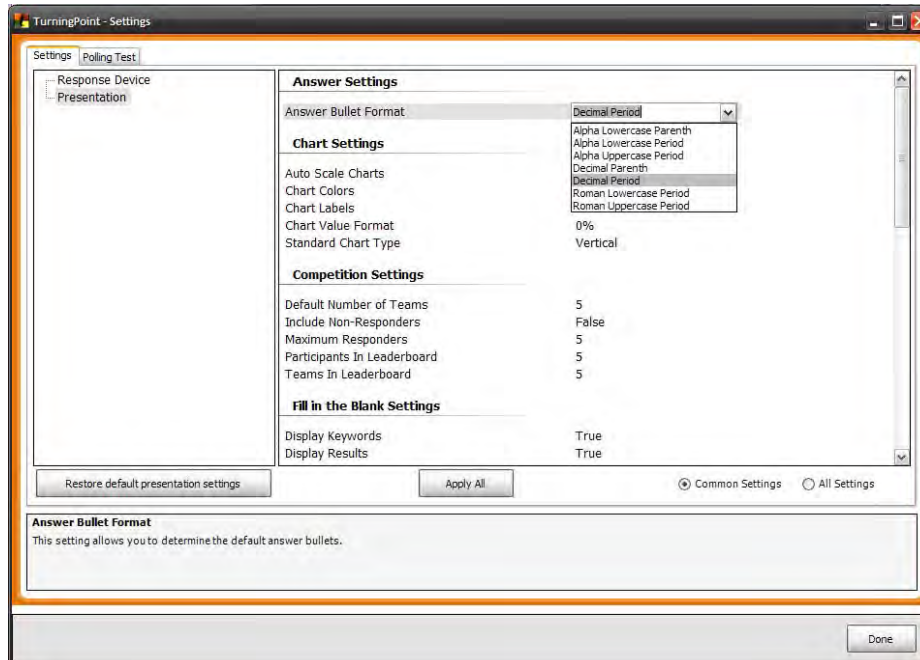 TurningPoint - Settings
Settings Polling Test
Response Device
Presentation
Answer Settings
Answer Bullet Format Decimal Period
Alpha Lowercase Parenth
Alpha Lowercase Period
Alpha Uppercase Period
Decimal Parenth
Decimal Period
Roman Lowercase Period
Roman Uppercase Period
Chart Settings
Auto Scale Charts
Chart Colors
Chart Labels
Chart Value Format 0%
Standard Chart Type Vertical
Competition Settings
Default Number of Teams 5
Include Non-Responders False
Maximum Responders 5
Participants In Leaderboard 5
Teams In Leaderboard 5
Fill in the Blank Settings
Display Keywords True
Display Results True
Restore default presentation settings Apply All Common Settings All Settings
Answer Bullet Format
This setting allows you to determine the default answer bullets.
Done